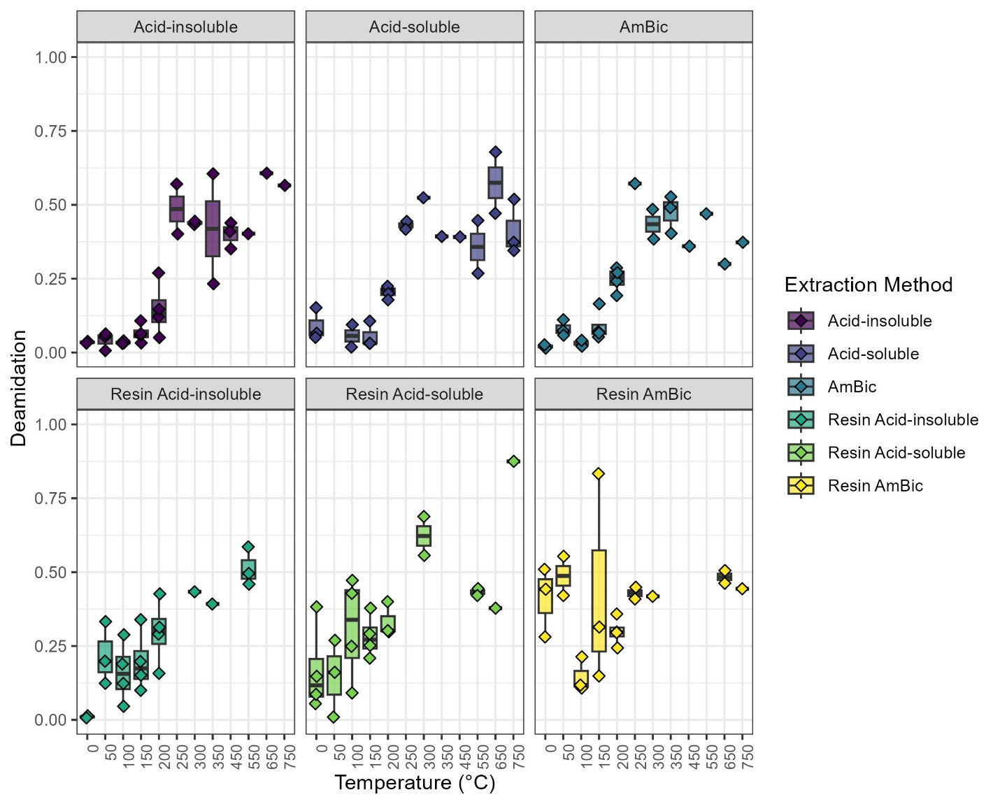 Acid-insoluble Acid-soluble AmBic
1.00
0.75
0.50
0.25
0.00
Resin Acid-insoluble Resin Acid-soluble Resin AmBic
1.00
0.75
0.50
0.25
0.00
0 50 100 150 200 250 300 350 450 550 650 750 0 50 100 150 200 250 300 350 450 550 650 750 0 50 100 150 200 250 300 350 450 550 650 750
Temperature (°C)
Deamidation
Extraction Method
Acid-insoluble
Acid-soluble
AmBic
Resin Acid-insoluble
Resin Acid-soluble
Resin AmBic